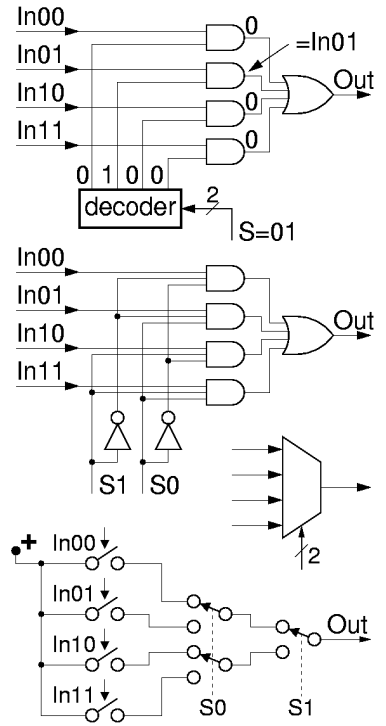 In00
0
=In01
In01
Out
In10
0
In11
0
0 1 0 0
decoder
2
S=01
In00
In01
Out
In10
In11
S1 S0
2
+
In00
In01
In10
Out
In11
S0
S1